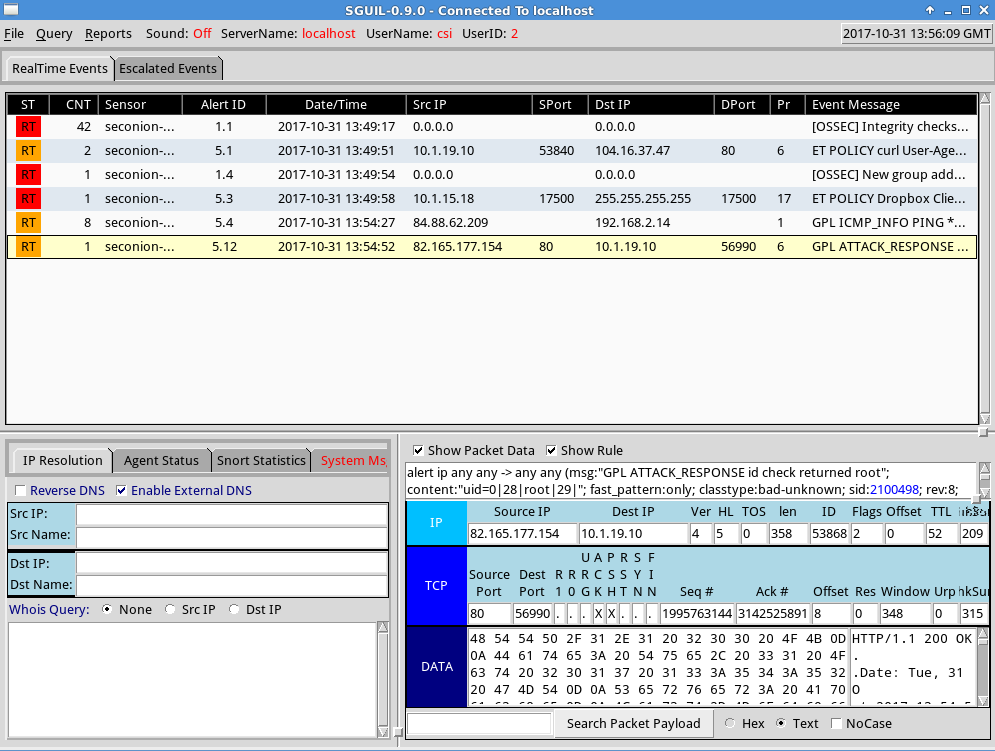 SGUIL-0.9.0 - Connected To localhost
File Query Reports Sound: Off ServerName: localhost UserName: csi UserID: 2 2017-10-31 13:56:09 GMT
RealTime Events Escalated Events
ST CNT Sensor Alert ID Date/Time Src IP SPort Dst IP DPort Pr Event Message
RT 42 seconion-... 1.1 2017-10-31 13:49:17 0.0.0.0 0.0.0.0 [OSSEC] Integrity checks...
RT 2 seconion-... 5.1 2017-10-31 13:49:51 10.1.19.10 53840 104.16.37.47 80 6 ET POLICY curl User-Age...
RT 1 seconion-... 1.4 2017-10-31 13:49:54 0.0.0.0 0.0.0.0 [OSSEC] New group add...
RT 1 seconion-... 5.3 2017-10-31 13:49:58 10.1.15.18 17500 255.255.255.255 17500 17 ET POLICY Dropbox Clie...
RT 8 seconion-... 5.4 2017-10-31 13:54:27 84.88.62.209 192.168.2.14 1 GPL ICMP_INFO PING *...
RT 1 seconion-... 5.12 2017-10-31 13:54:52 82.165.177.154 80 10.1.19.10 56990 6 GPL ATTACK_RESPONSE ...
IP Resolution Agent Status Snort Statistics System Ms
Reverse DNS Enable External DNS
Src IP:
Src Name:
Dst IP:
Dst Name:
Whois Query: None Src IP Dst IP
Show Packet Data Show Rule
alert ip any any -> any any (msg:"GPL ATTACK_RESPONSE id check returned root";
content:"uid=0|28|root|29|"; fast_pattern:only; classtype:bad-unknown; sid:2100498; rev:8;
IP Source IP Dest IP Ver HL TOS len ID Flags Offset TTL
82.165.177.154 10.1.19.10 4 5 0 358 53868 2 0 52 209
U A P R S F
Source Dest R R R C S S Y I
Port Port 1 0 G K H T N N Seq # Ack # Offset Res Window Urp hkSu
TCP
80 56990 . . . X X . . . 1995763144 3142525891 8 0 348 0 315
DATA
48 54 54 50 2F 31 2E 31 20 32 30 30 20 4F 4B 0D HTTP/1.1 200 OK
0A 44 61 74 65 3A 20 54 75 65 2C 20 33 31 20 4F .
63 74 20 32 30 31 37 20 31 33 3A 35 34 3A 35 32 .Date: Tue, 31
20 47 4D 54 0D 0A 53 65 72 76 65 72 3A 20 41 70 O
Search Packet Payload Hex Text NoCase